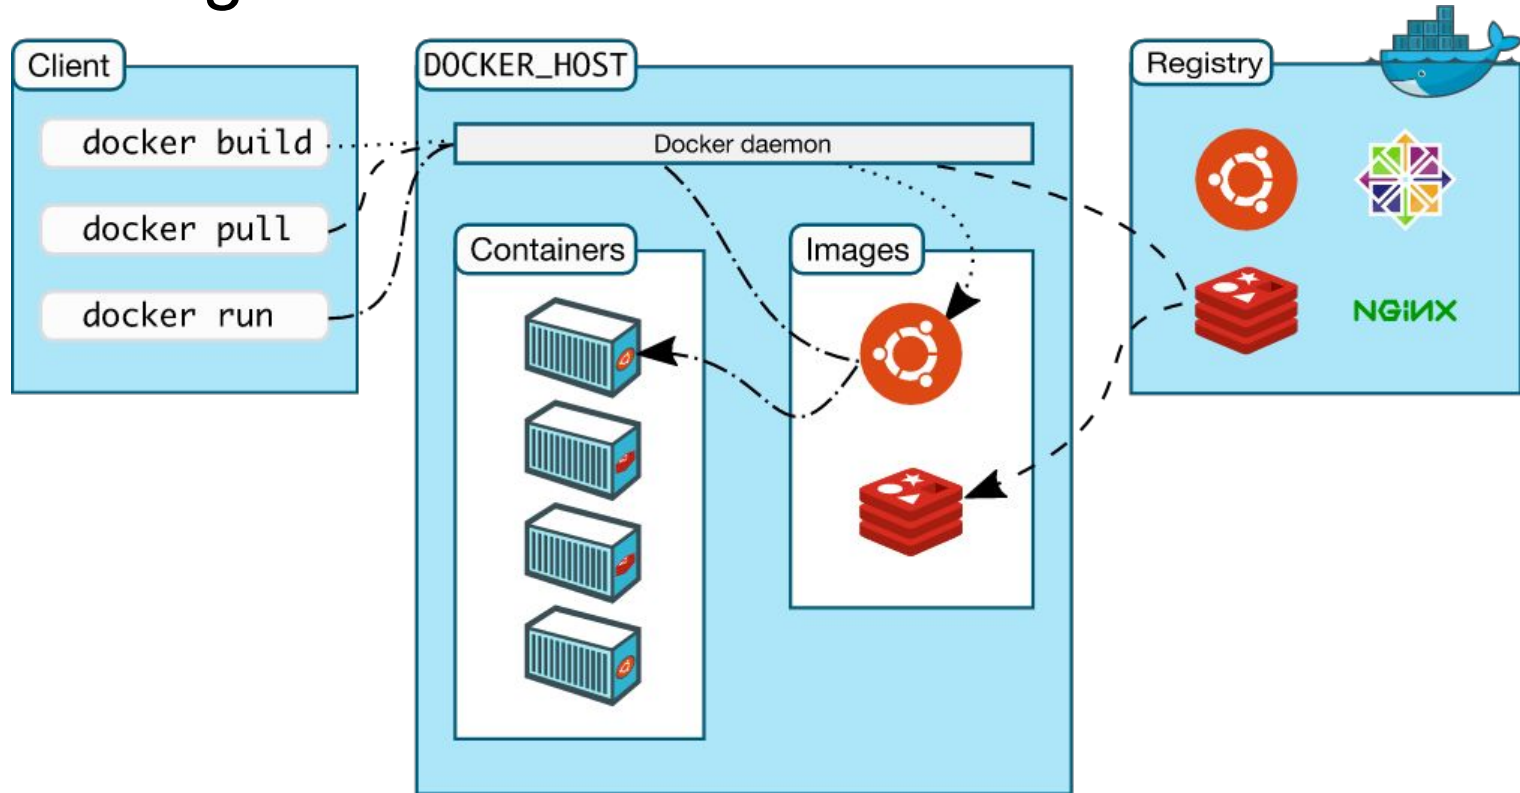 Client
docker build
docker pull
docker run
DOCKER_HOST
Docker daemon
Containers
Images
Registry
NGiNX